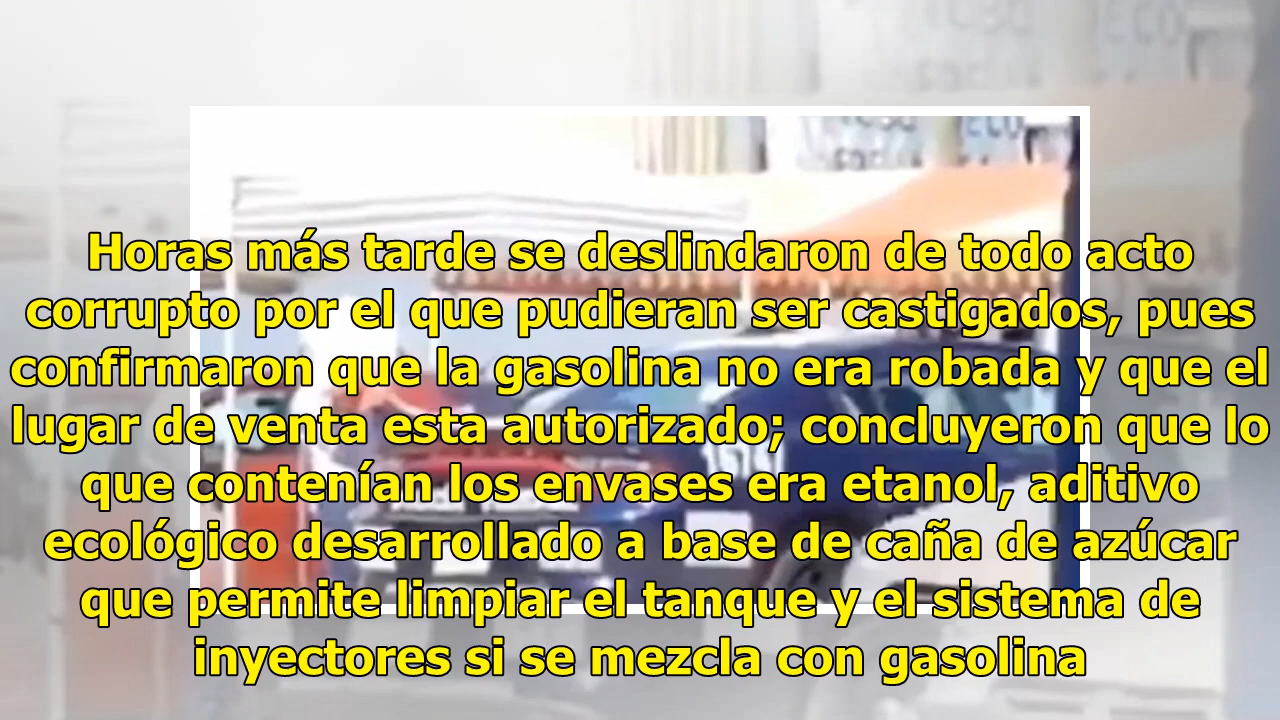 Horas más tarde se deslindaron de todo acto
corrupto por el que pudieran ser castigados, pues
confirmaron que la gasolina no era robada y que el
lugar de venta esta autorizado; concluyeron que lo
que contenían los envases era etanol, aditivo
ecológico desarrollado a base de caña de azúcar
que permite limpiar el tanque y el sistema de
inyectores si se mezcla con gasolina